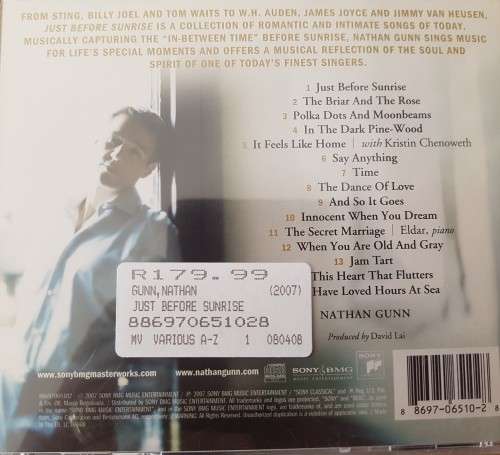 FROM STING, BILLY JOEL AND TOM WAITS TO W.H. AUDEN, JAMES JOYCE AND JIMMY VAN HEUSEN,
JUST BEFORE SUNRISE IS A COLLECTION OF ROMANTIC AND INTIMATE SONGS OF TODAY.
MUSICALLY CAPTURING THE "IN-BETWEEN TIME" BEFORE SUNRISE, NATHAN GUNN SINGS MUSIC
FOR LIFE'S SPECIAL MOMENTS AND OFFERS A MUSICAL REFLECTION OF THE SOUL AND
SPIRIT OF ONE OF TODAY'S FINEST SINGERS.
1 Just Before Sunrise
2 The Briar And The Rose
3 Polka Dots And Moonbeams
4 In The Dark Pine-Wood
5 It Feels Like Home | with Kristin Chenoweth
6 Say Anything
7 Time
8 The Dance Of Love
9 And So It Goes
10 Innocent When You Dream
11 The Secret Marriage | Eldar, piano
12 When You Are Old And Gray
13 Jam Tart
This Heart That Flutters
Have Loved Hours At Sea
NATHAN GUNN
Produced by David Lai
R179.99
GUNN,NATHAN (2007)
JUST BEFORE SUNRISE
886970651028
MV VARIOUS A-Z 1 080408
www.sonybmgmasterworks.com
www.nathangunn.com
SONY BMG
MUSIC ENTERTAINMENT
SONY
8 8697-06510-2 8